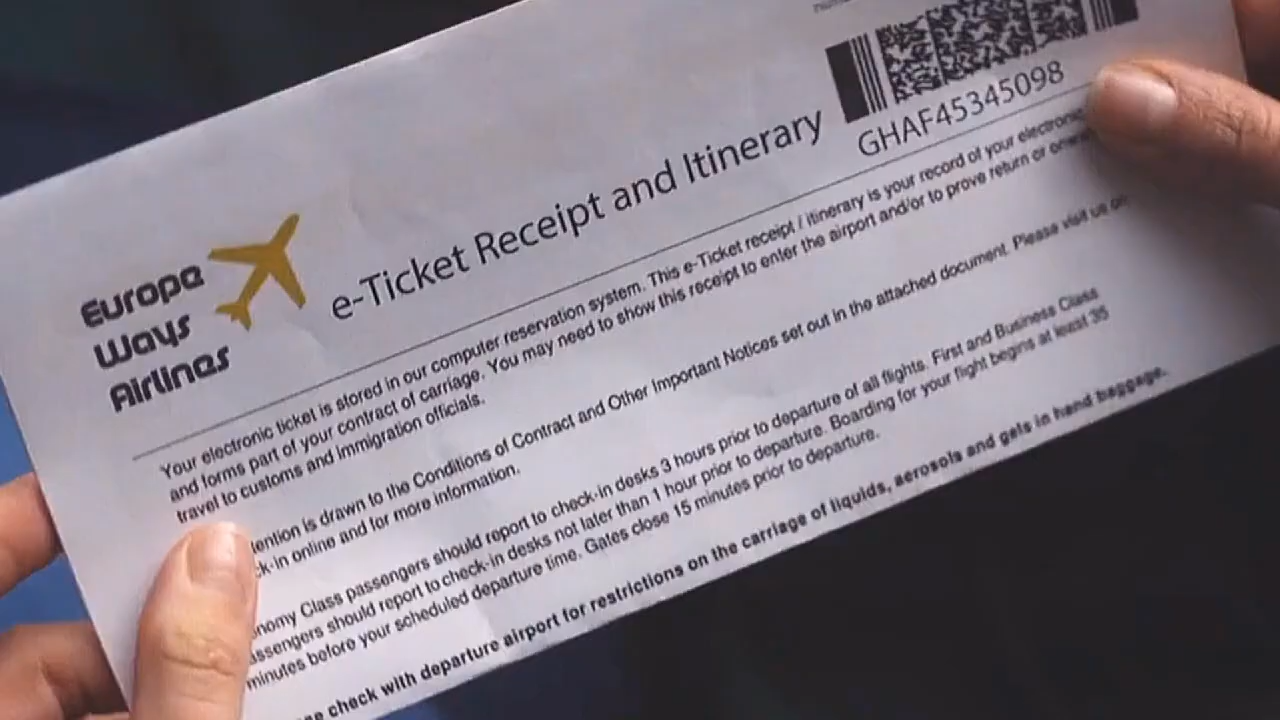 GHAF45345098
Europe
Ways
Airlines
e-Ticket Receipt and Itinerary
Your electronic ticket is stored in our computer reservation system. This e-Ticket receipt / itinerary is your record of your electronic
and forms part of your contract of carriage. You may need to show this receipt to enter the airport and/or to prove return or
travel to customs and immigration officials.
is drawn to the Conditions of Contract and Other Important Notices set out in the attached document. Please visit us on
online and for more information.
Class passengers should report to check-in desks 3 hours prior to departure of all flights. First and Business Class
should report to check-in desks not later than 1 hour prior to departure. Boarding for your flight begins at least 35
minutes before your scheduled departure time. Gates close 15 minutes prior to departure.
check with departure airport for restrictions on the carriage of liquids, aerosols and gels in hand baggage.